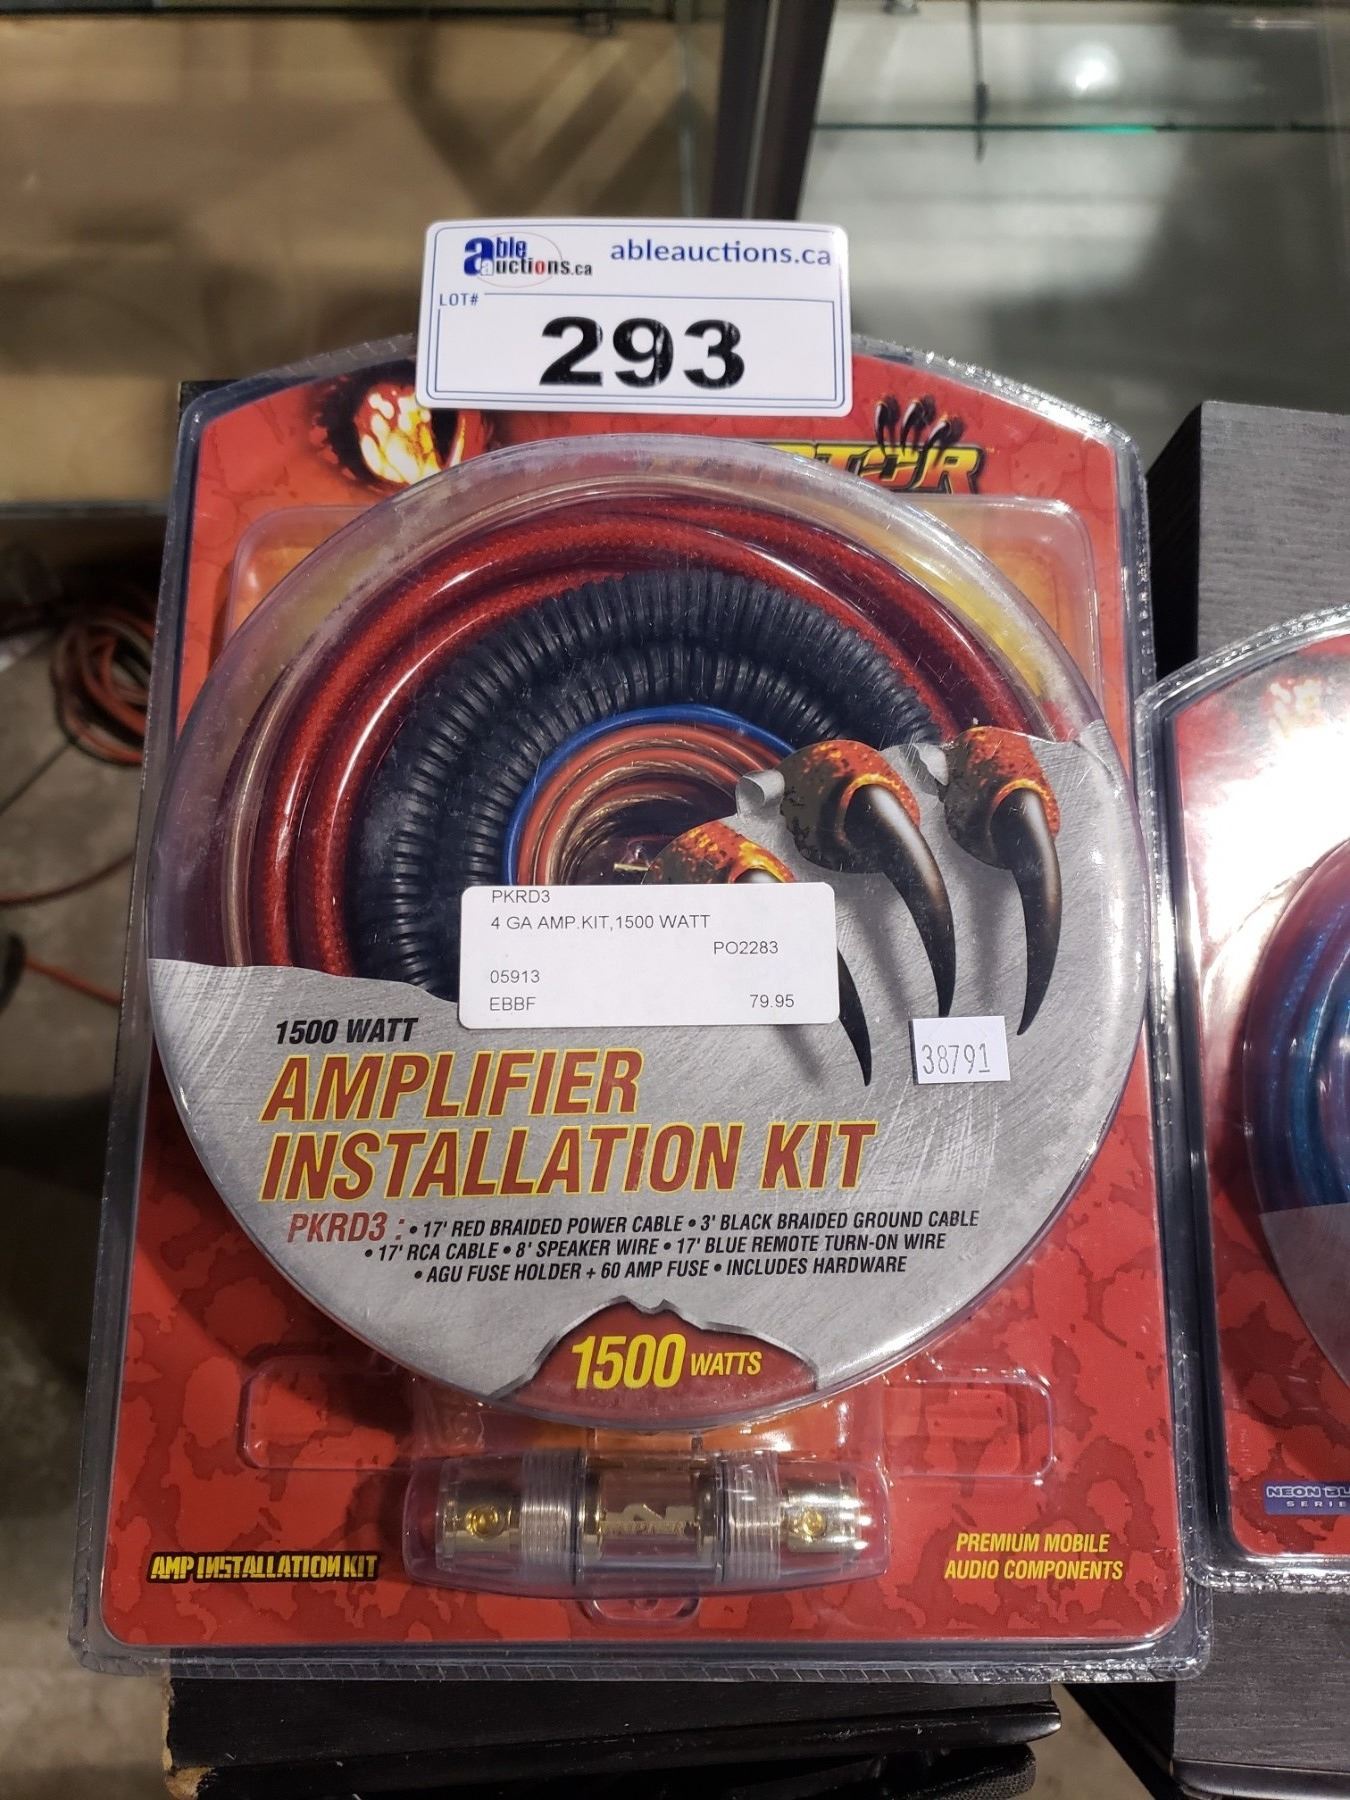 able auctions.ca
ableauctions.ca
LOT#
293
PKRD3
4 GA AMP.KIT,1500 WATT
PO2283
05913
EBBF 79.95
38791
1500 WATT
AMPLIFIER
INSTALLATION KIT
PKRD3 : • 17' RED BRAIDED POWER CABLE • 3' BLACK BRAIDED GROUND CABLE
• 17' RCA CABLE • 8' SPEAKER WIRE • 17' BLUE REMOTE TURN-ON WIRE
• AGU FUSE HOLDER + 60 AMP FUSE • INCLUDES HARDWARE
1500 WATTS
AMP INSTALLATION KIT
PREMIUM MOBILE
AUDIO COMPONENTS
NEON